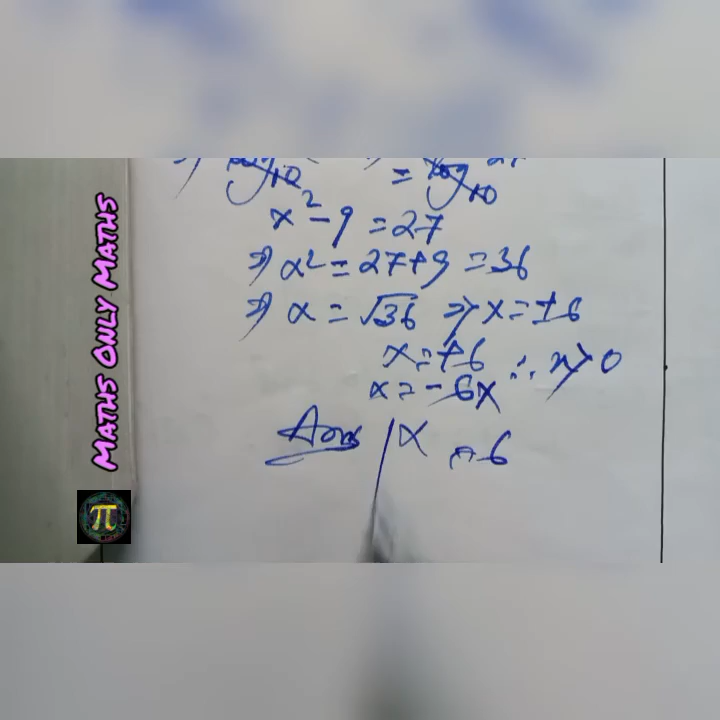 x² - 9 = 27
⇒ x² = 27 + 9 = 36
⇒ x = √36 ⇒ x = ±6
x = +6 ∴ x > 0
x = -6 x
Ans x = 6
MATHS ONLY MATHS
π